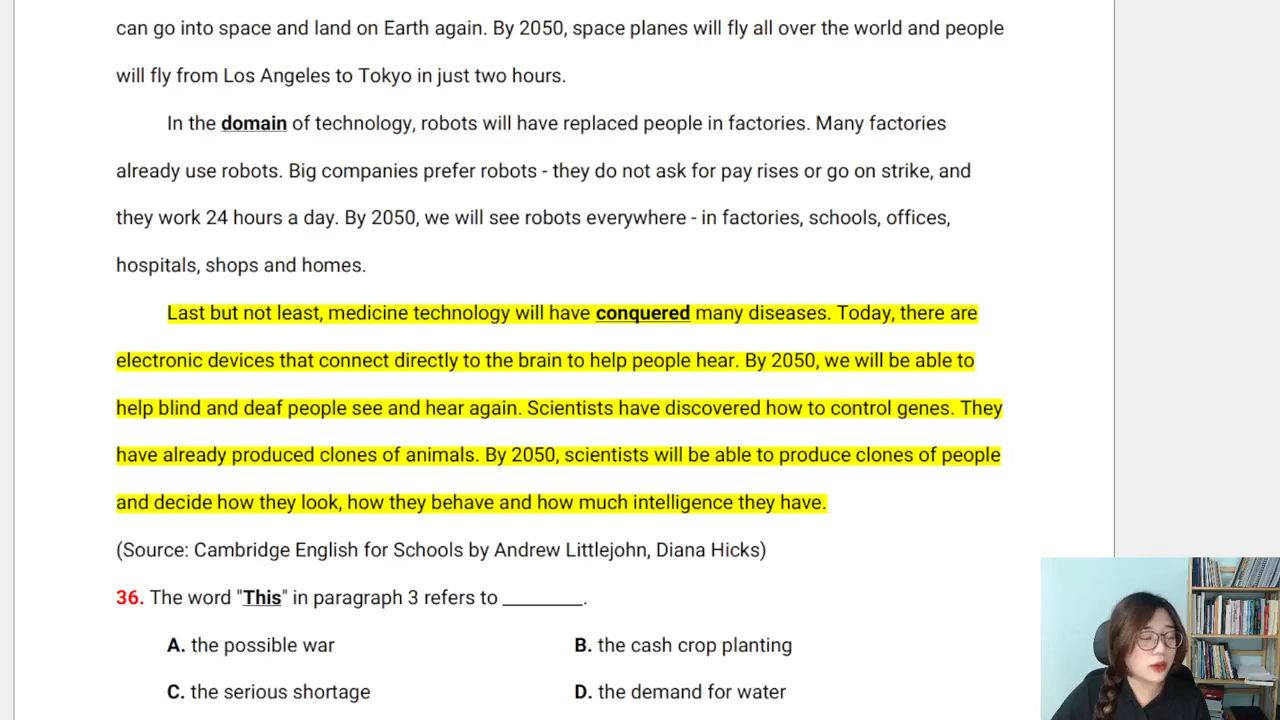 can go into space and land on Earth again. By 2050, space planes will fly all over the world and people
will fly from Los Angeles to Tokyo in just two hours.
In the domain of technology, robots will have replaced people in factories. Many factories
already use robots. Big companies prefer robots - they do not ask for pay rises or go on strike, and
they work 24 hours a day. By 2050, we will see robots everywhere - in factories, schools, offices,
hospitals, shops and homes.
Last but not least, medicine technology will have conquered many diseases. Today, there are
electronic devices that connect directly to the brain to help people hear. By 2050, we will be able to
help blind and deaf people see and hear again. Scientists have discovered how to control genes. They
have already produced clones of animals. By 2050, scientists will be able to produce clones of people
and decide how they look, how they behave and how much intelligence they have.
(Source: Cambridge English for Schools by Andrew Littlejohn, Diana Hicks)
36. The word "This" in paragraph 3 refers to ________.
A. the possible war
B. the cash crop planting
C. the serious shortage
D. the demand for water